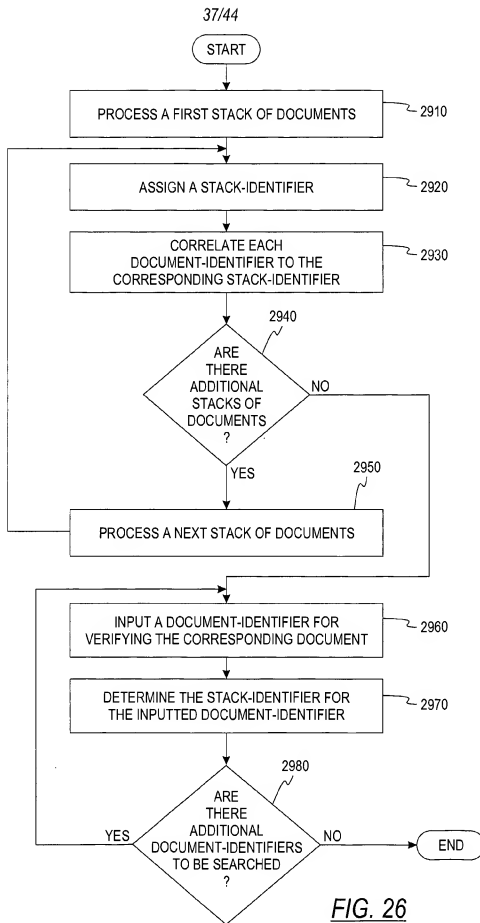 37/44
START
PROCESS A FIRST STACK OF DOCUMENTS
2910
ASSIGN A STACK-IDENTIFIER
2920
CORRELATE EACH
DOCUMENT-IDENTIFIER TO THE
CORRESPONDING STACK-IDENTIFIER
2930
2940
ARE
THERE
ADDITIONAL
STACKS OF
DOCUMENTS
?
NO
YES
2950
PROCESS A NEXT STACK OF DOCUMENTS
INPUT A DOCUMENT-IDENTIFIER FOR
VERIFYING THE CORRESPONDING DOCUMENT
2960
DETERMINE THE STACK-IDENTIFIER FOR
THE INPUTTED DOCUMENT-IDENTIFIER
2970
2980
ARE
THERE
ADDITIONAL
DOCUMENT-IDENTIFIERS
TO BE SEARCHED
?
YES
NO
END
FIG. 26